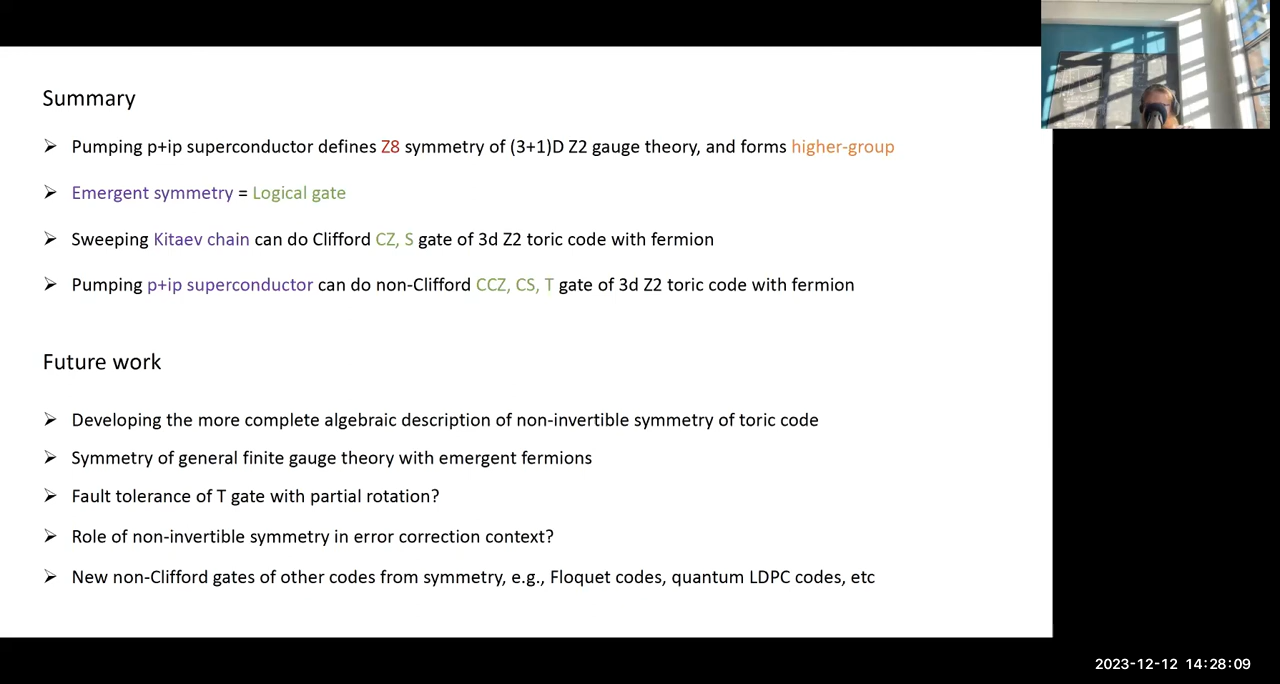 Summary
➢ Pumping p+ip superconductor defines Z8 symmetry of (3+1)D Z2 gauge theory, and forms higher-group
➢ Emergent symmetry = Logical gate
➢ Sweeping Kitaev chain can do Clifford CZ, S gate of 3d Z2 toric code with fermion
➢ Pumping p+ip superconductor can do non-Clifford CCZ, CS, T gate of 3d Z2 toric code with fermion
Future work
➢ Developing the more complete algebraic description of non-invertible symmetry of toric code
➢ Symmetry of general finite gauge theory with emergent fermions
➢ Fault tolerance of T gate with partial rotation?
➢ Role of non-invertible symmetry in error correction context?
➢ New non-Clifford gates of other codes from symmetry, e.g., Floquet codes, quantum LDPC codes, etc
2023-12-12 14:28:09